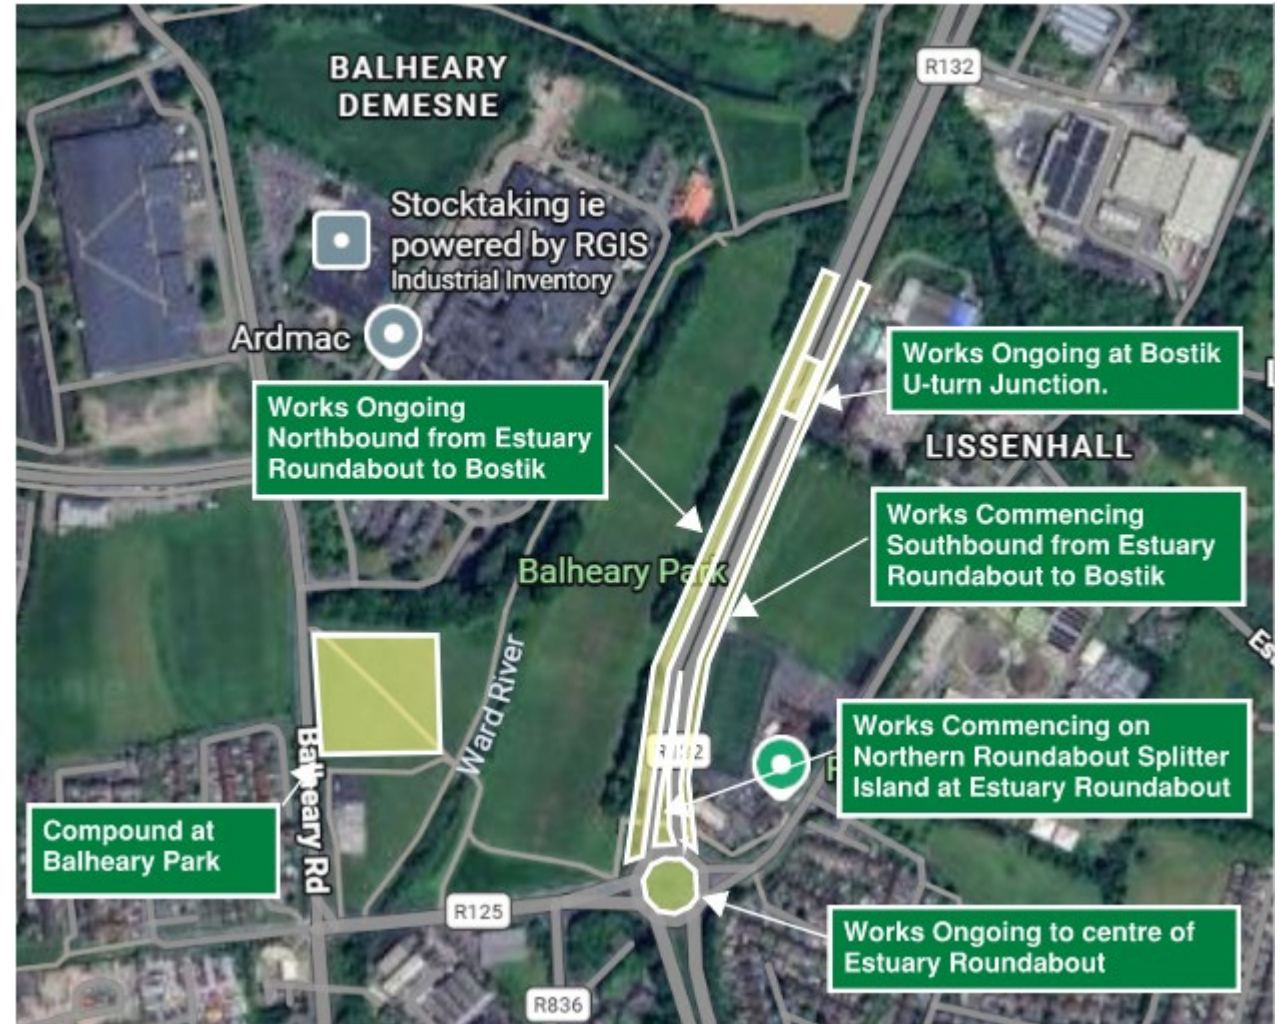 BALHEARY
DEMESNE
R132
Stocktaking ie
powered by RGIS
Industrial Inventory
Ardmac
Works Ongoing at Bostik
U-turn Junction.
Works Ongoing
Northbound from Estuary
Roundabout to Bostik
LISSENHALL
Works Commencing
Southbound from Estuary
Roundabout to Bostik
Balheary Park
Ward River
Works Commencing on
Northern Roundabout Splitter
Island at Estuary Roundabout
R132
Balheary Rd
Compound at
Balheary Park
R125
Works Ongoing to centre of
Estuary Roundabout
R836